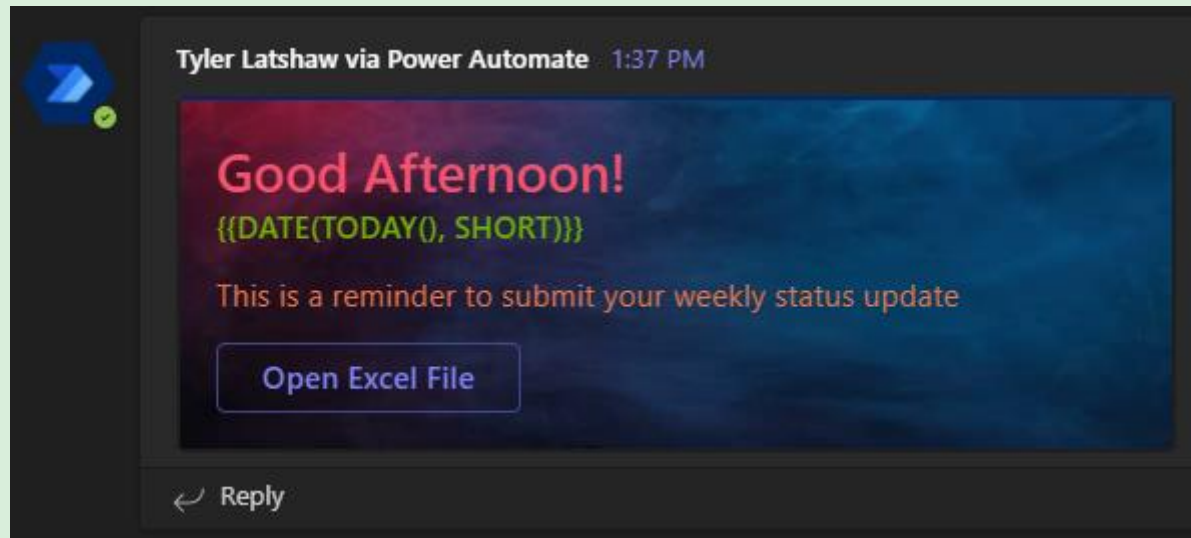 Tyler Latshaw via Power Automate 1:37 PM
Good Afternoon!
{{DATE(TODAY(), SHORT)}}
This is a reminder to submit your weekly status update
Open Excel File
Reply